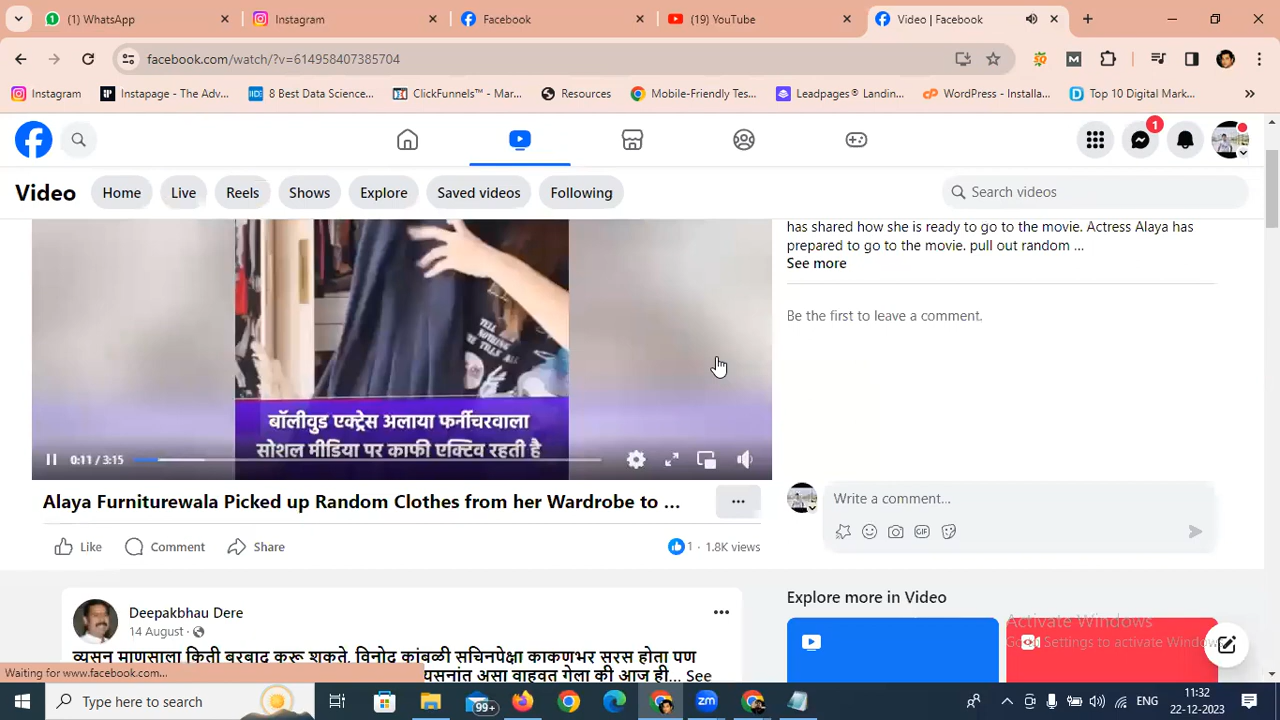 (1) WhatsApp
Instagram
Facebook
(19) YouTube
Video | Facebook
facebook.com/watch/?v=614958407385704
Instagram
Instapage - The Adv...
8 Best Data Science...
ClickFunnels™ - Mar...
Resources
Mobile-Friendly Tes...
Leadpages® Landin...
WordPress - Installa...
Top 10 Digital Mark...
1
Video
Home
Live
Reels
Shows
Explore
Saved videos
Following
Search videos
has shared how she is ready to go to the movie. Actress Alaya has
prepared to go to the movie. pull out random ...
See more
Be the first to leave a comment.
TELL
NOTHING
बॉलीवुड एक्ट्रेस अलाया फर्नीचरवाला
सोशल मीडिया पर काफी एक्टिव रहती है
0:11 / 3:15
Alaya Furniturewala Picked up Random Clothes from her Wardrobe to ...
Write a comment...
GIF
Like
Comment
Share
1 · 1.8K views
Deepakbhau Dere
14 August ·
Explore more in Video
Activate Windows
Go to Settings to activate Windows.
व्यसन माणसाला किती बरबाद करू शकते. विनोद कांबळी सचिनपेक्षा काकणभर सरस होता पण
व्यसनांत असा वाहवत गेला की आज ही... See
Waiting for www.facebook.com...
Type here to search
99+
ENG
11:32
22-12-2023